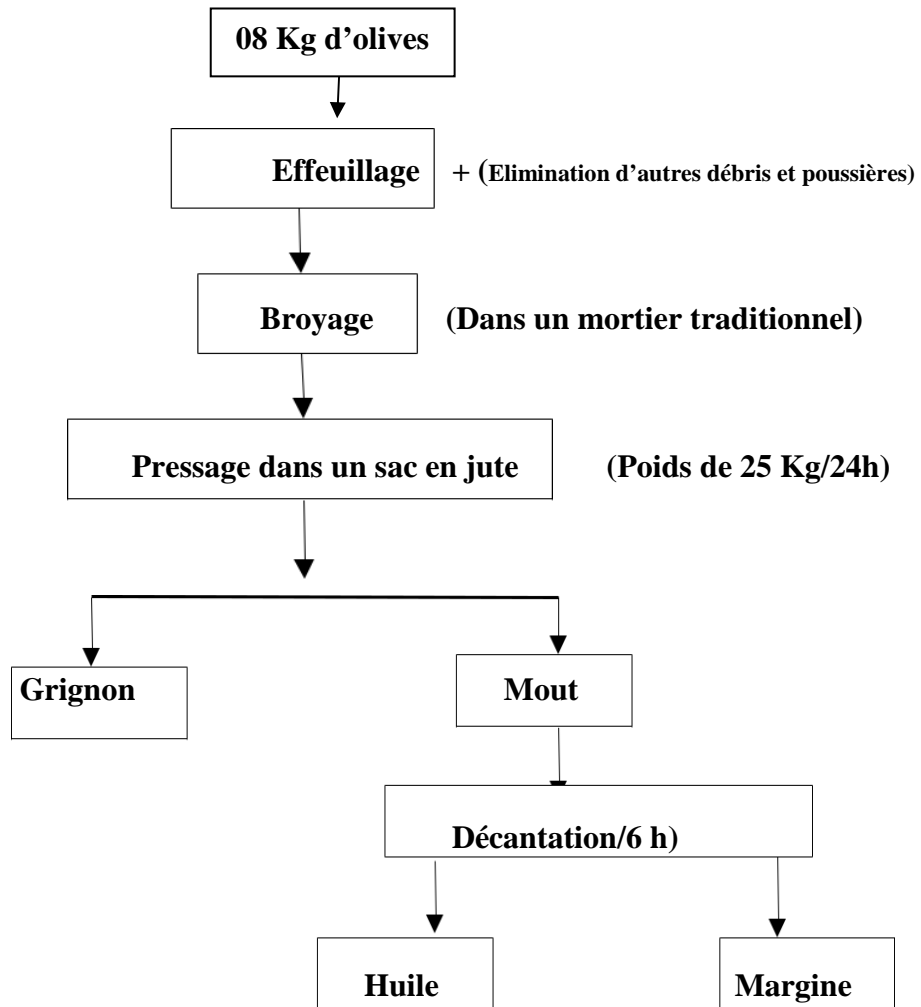 08 Kg d’olives
Effeuillage + (Elimination d’autres débris et poussières)
Broyage (Dans un mortier traditionnel)
Pressage dans un sac en jute (Poids de 25 Kg/24h)
Grignon Mout
Décantation/6 h)
Huile Margine